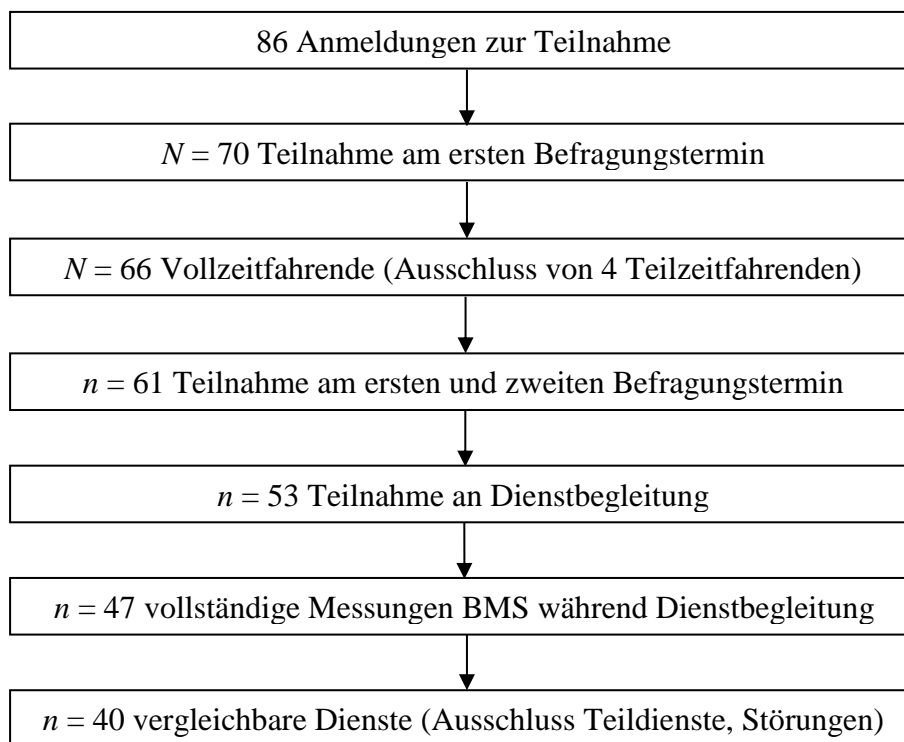 86 Anmeldungen zur Teilnahme
N = 70 Teilnahme am ersten Befragungstermin
N = 66 Vollzeitfahrende (Ausschluss von 4 Teilzeitfahrenden)
n = 61 Teilnahme am ersten und zweiten Befragungstermin
n = 53 Teilnahme an Dienstbegleitung
n = 47 vollständige Messungen BMS während Dienstbegleitung
n = 40 vergleichbare Dienste (Ausschluss Teildienste, Störungen)